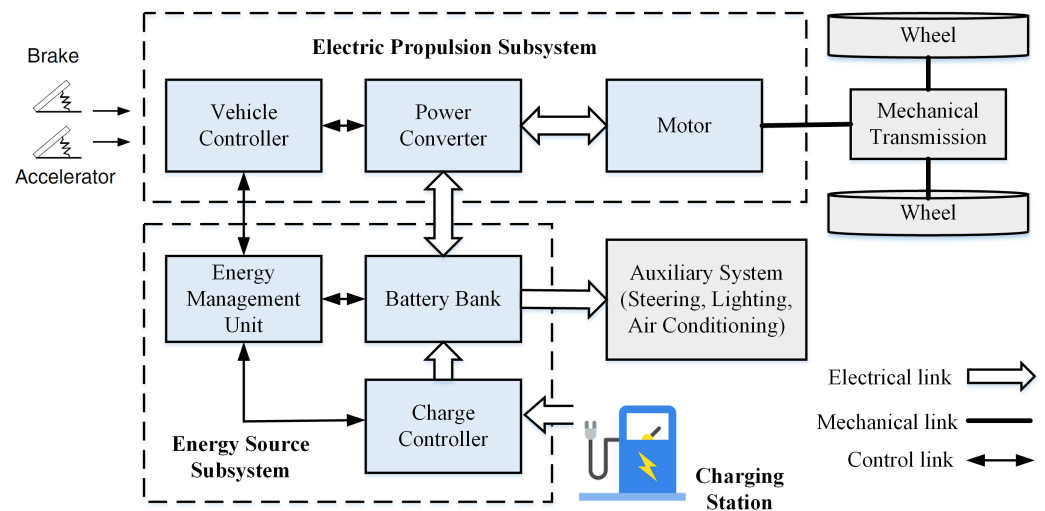 Electric Propulsion Subsystem
Brake
Accelerator
Vehicle
Controller
Power
Converter
Motor
Wheel
Mechanical
Transmission
Wheel
Energy
Management
Unit
Battery Bank
Auxiliary System
(Steering, Lighting,
Air Conditioning)
Charge
Controller
Energy Source
Subsystem
Charging
Station
Electrical link
Mechanical link
Control link